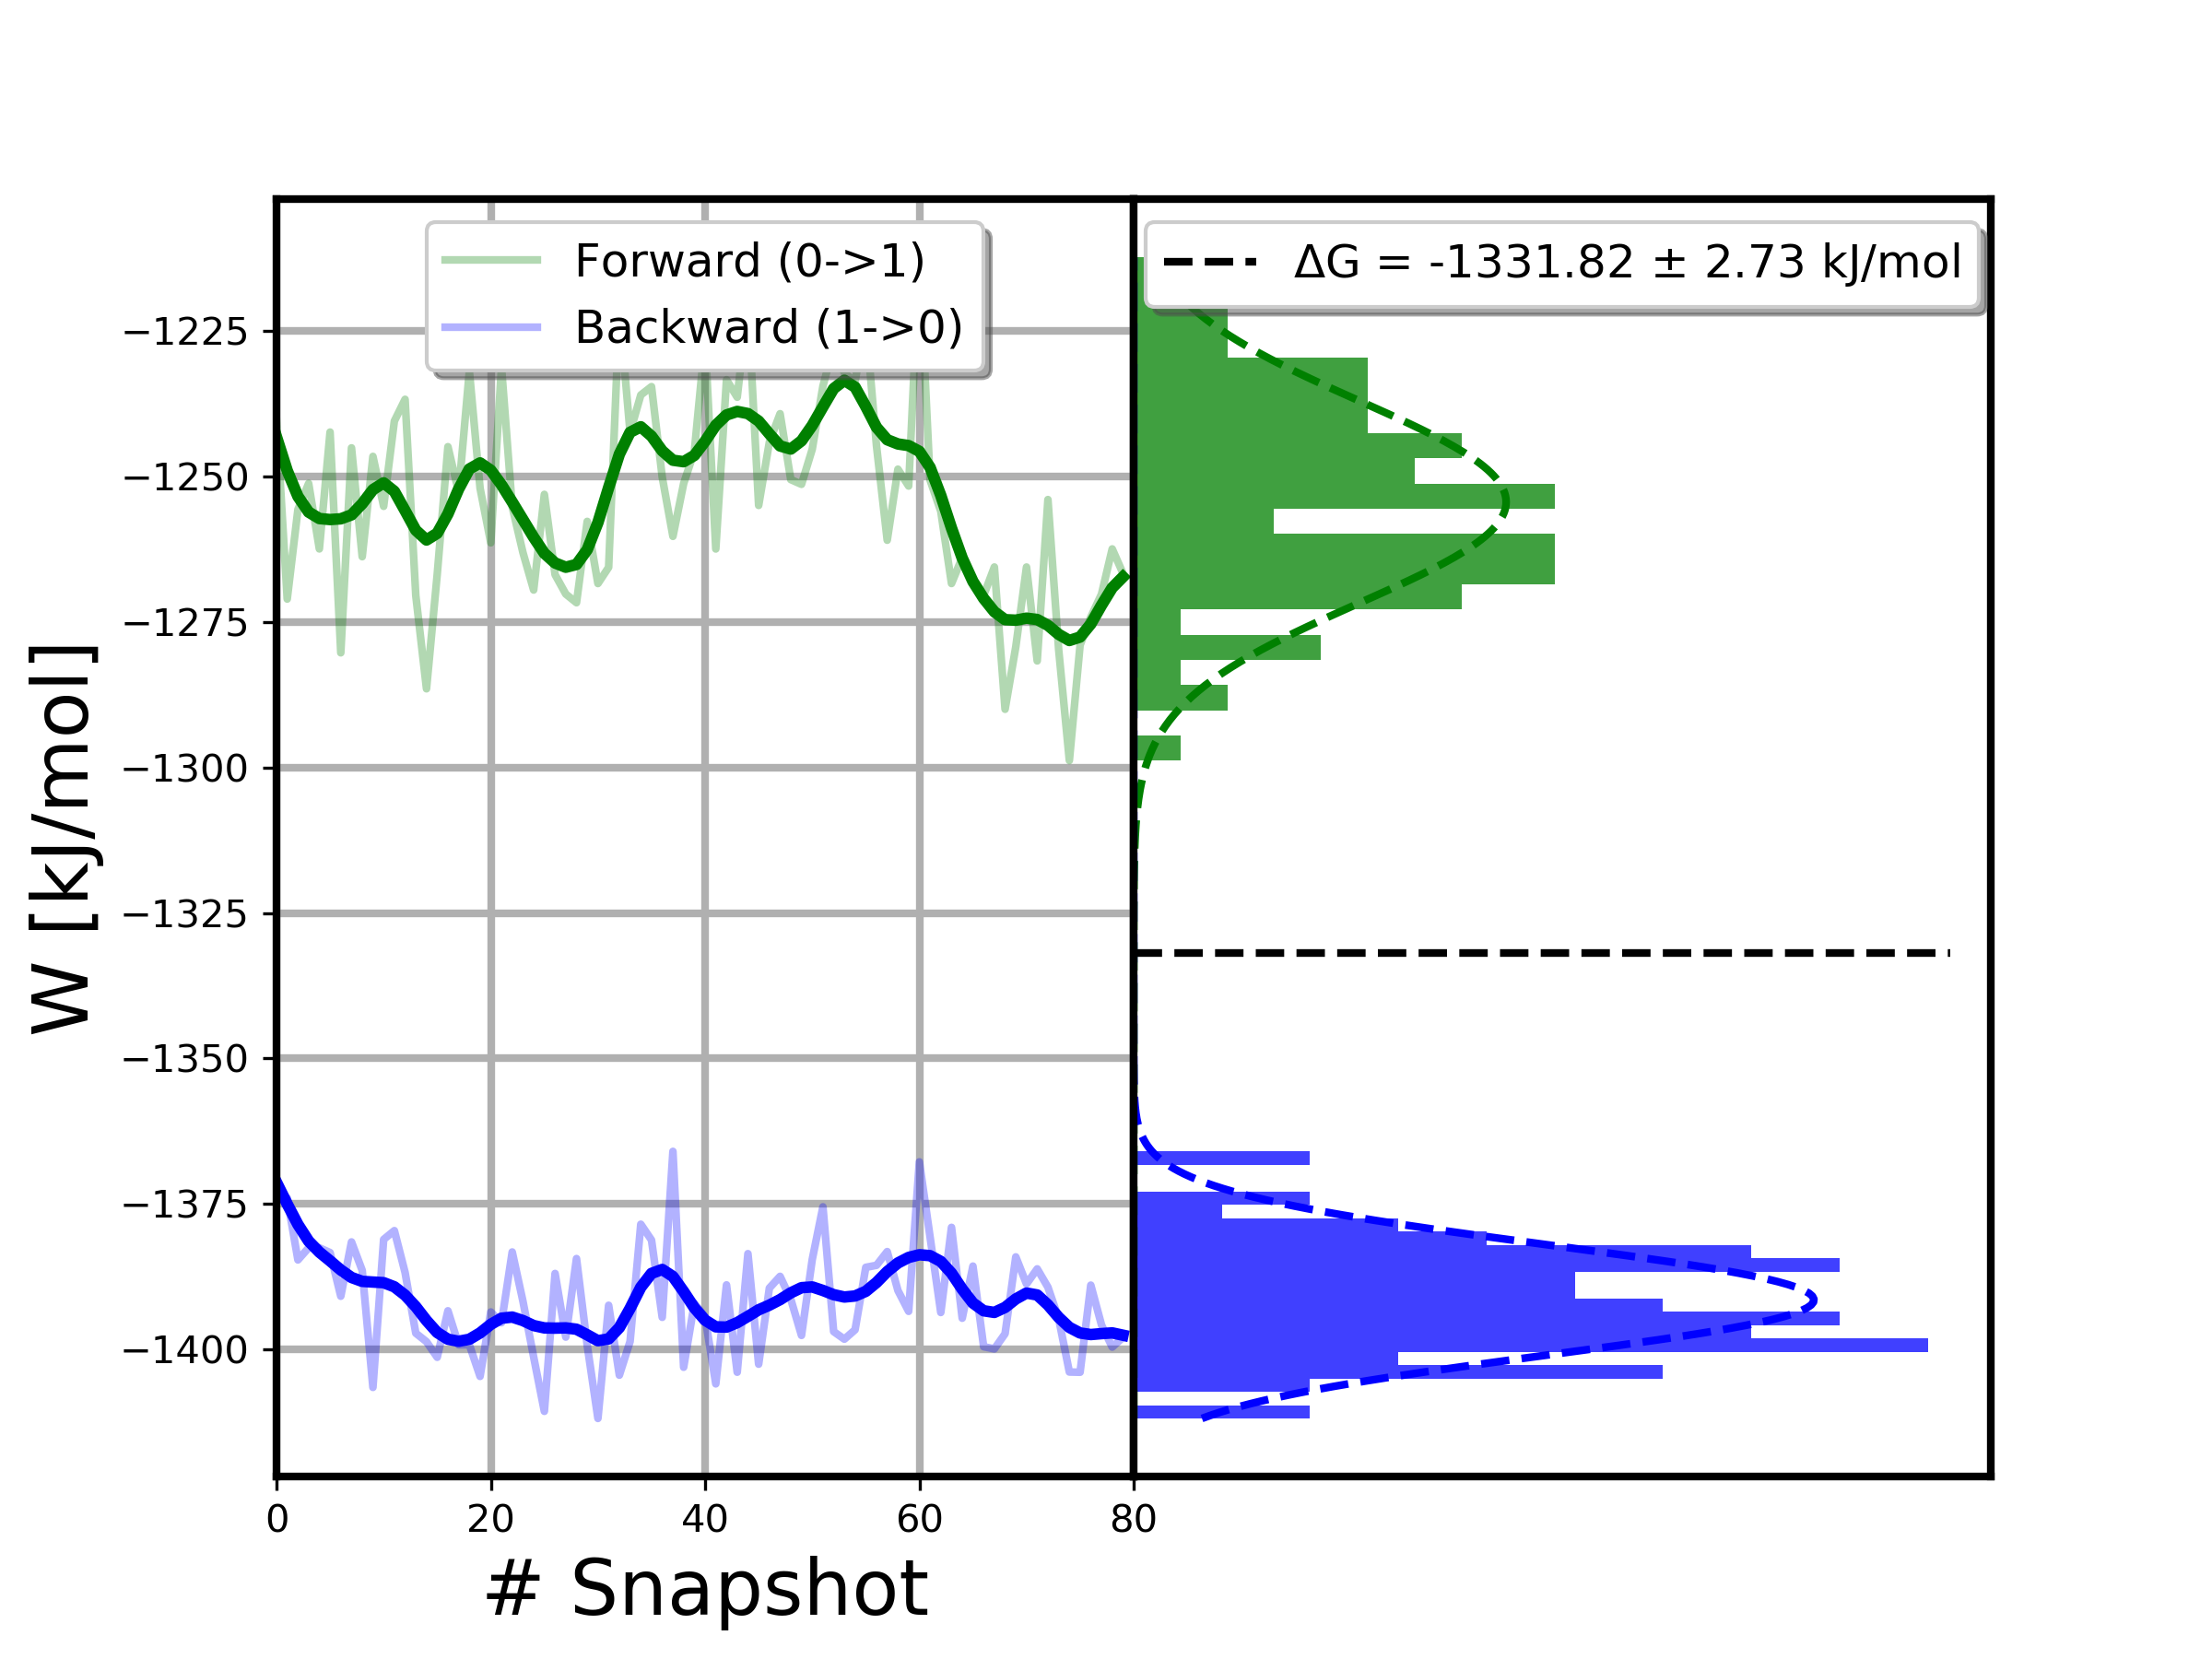 Forward (0->1)
Backward (1->0)
ΔG = -1331.82 ± 2.73 kJ/mol
W [kJ/mol]
−1225
−1250
−1275
−1300
−1325
−1350
−1375
−1400
0 20 40 60 80
# Snapshot